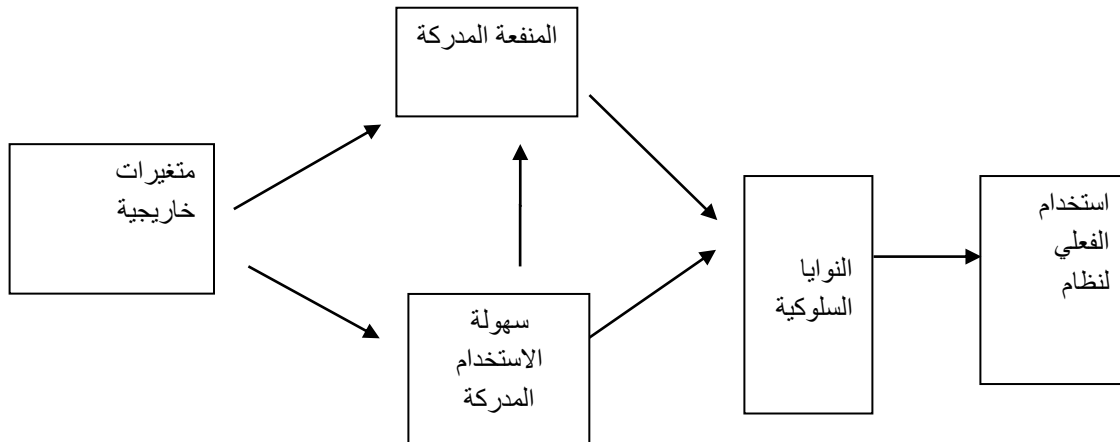 المنفعة المدركة
متغيرات
خاريجية
سهولة
الاستخدام
المدركة
النوايا
السلوكية
استخدام
الفعلي
لنظام